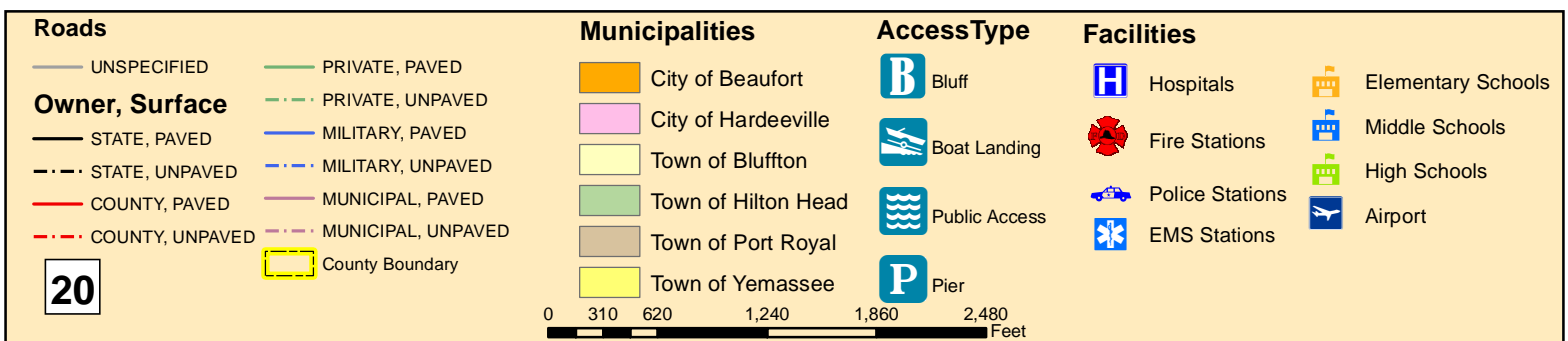 Roads
UNSPECIFIED
Owner, Surface
STATE, PAVED
STATE, UNPAVED
COUNTY, PAVED
COUNTY, UNPAVED
20
PRIVATE, PAVED
PRIVATE, UNPAVED
MILITARY, PAVED
MILITARY, UNPAVED
MUNICIPAL, PAVED
MUNICIPAL, UNPAVED
County Boundary
Municipalities
City of Beaufort
City of Hardeeville
Town of Bluffton
Town of Hilton Head
Town of Port Royal
Town of Yemassee
AccessType
B Bluff
Boat Landing
Public Access
P Pier
Facilities
H Hospitals
Fire Stations
Police Stations
EMS Stations
Elementary Schools
Middle Schools
High Schools
Airport
0 310 620 1,240 1,860 2,480
Feet